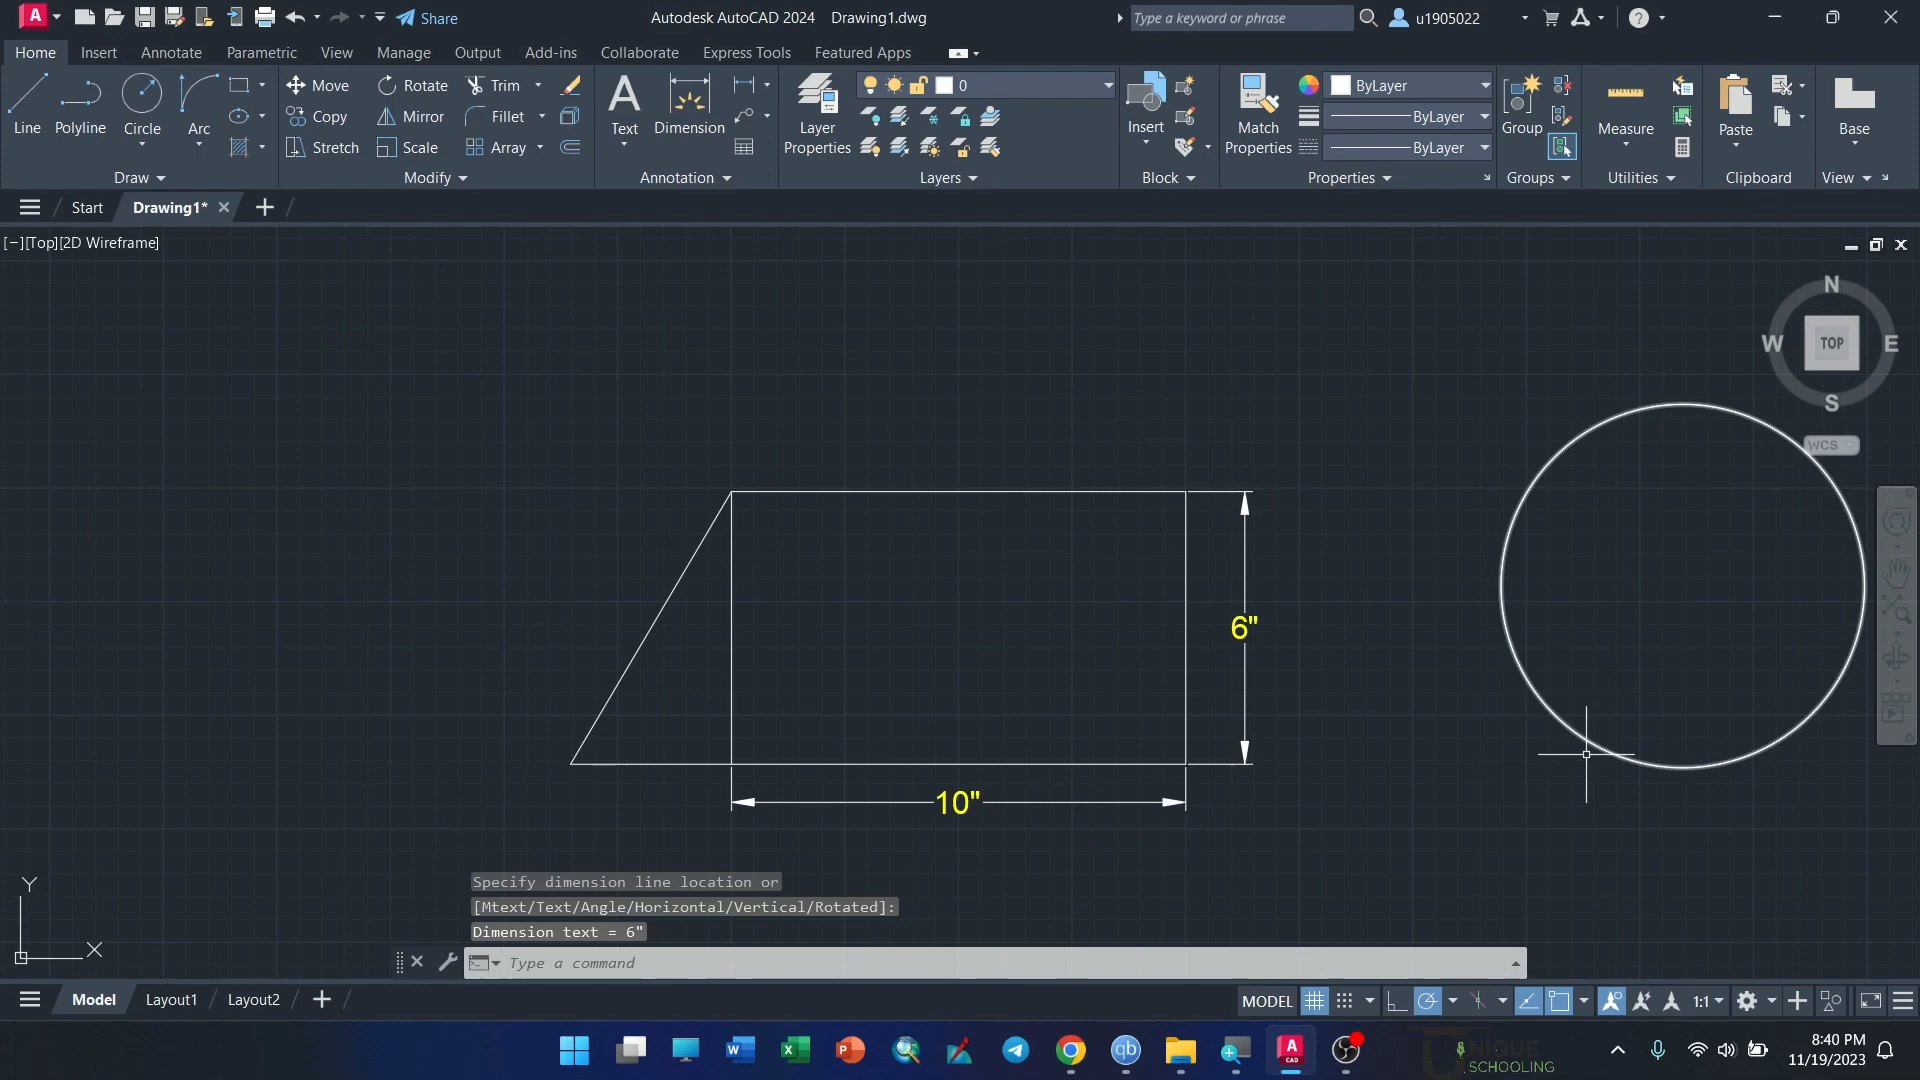 Share
Autodesk AutoCAD 2024 Drawing1.dwg
Type a keyword or phrase
u1905022
Home Insert Annotate Parametric View Manage Output Add-ins Collaborate Express Tools Featured Apps
Line
Polyline
Circle
Arc
Draw
Move
Rotate
Trim
Copy
Mirror
Fillet
Stretch
Scale
Array
Modify
Text
Dimension
Annotation
Layer
Properties
0
Layers
Insert
Block
Match
Properties
ByLayer
ByLayer
ByLayer
Properties
Group
Groups
Measure
Utilities
Paste
Clipboard
Base
View
Start
Drawing1*
[−][Top][2D Wireframe]
N
W
TOP
E
S
WCS
6"
10"
Y
X
Specify dimension line location or
[Mtext/Text/Angle/Horizontal/Vertical/Rotated]:
Dimension text = 6"
Type a command
Model
Layout1
Layout2
MODEL
1:1
UNIQUE
SCHOOLING
8:40 PM
11/19/2023